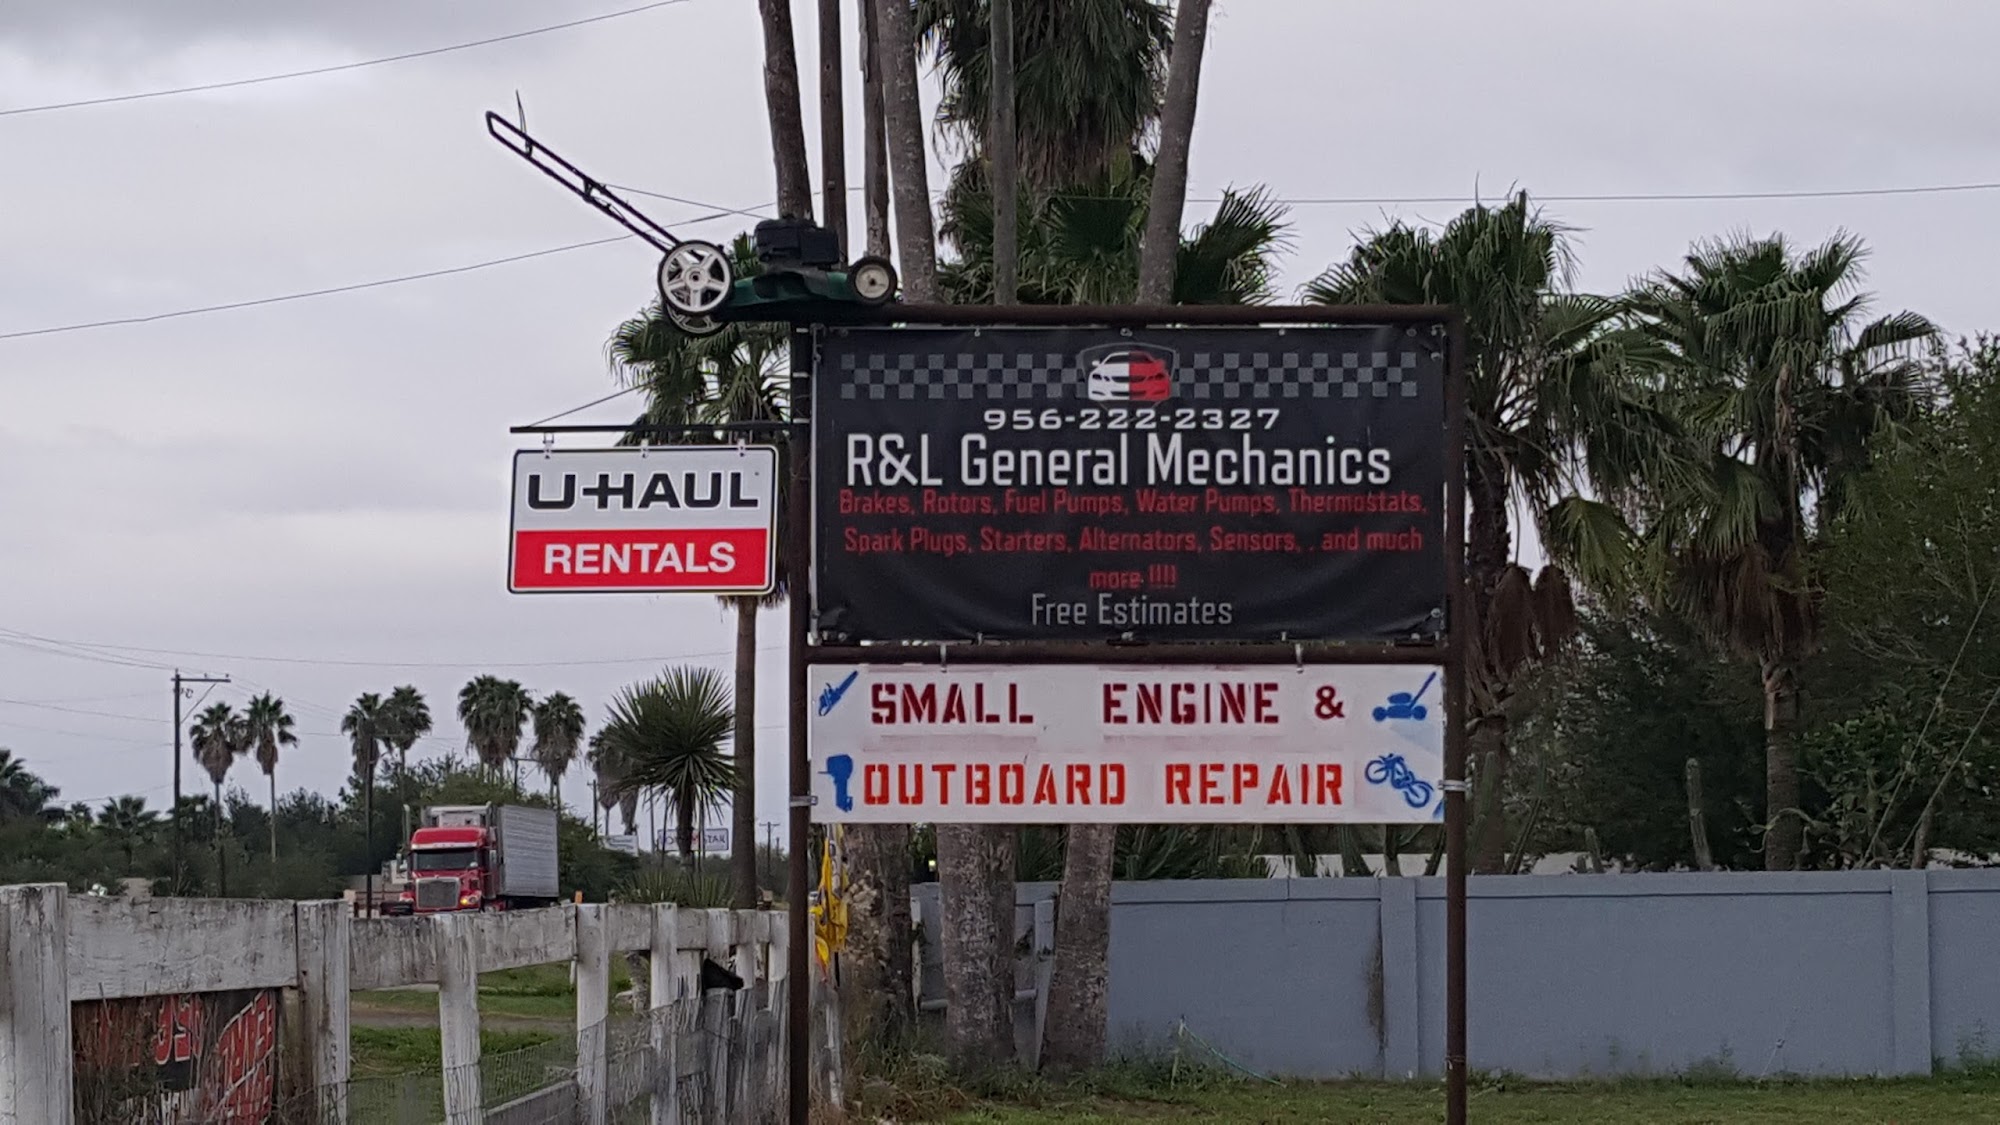 U-HAUL
RENTALS
956-222-2327
R&L General Mechanics
Brakes, Rotors, Fuel Pumps, Water Pumps, Thermostats,
Spark Plugs, Starters, Alternators, Sensors, , and much
more !!!!
Free Estimates
SMALL ENGINE &
OUTBOARD REPAIR